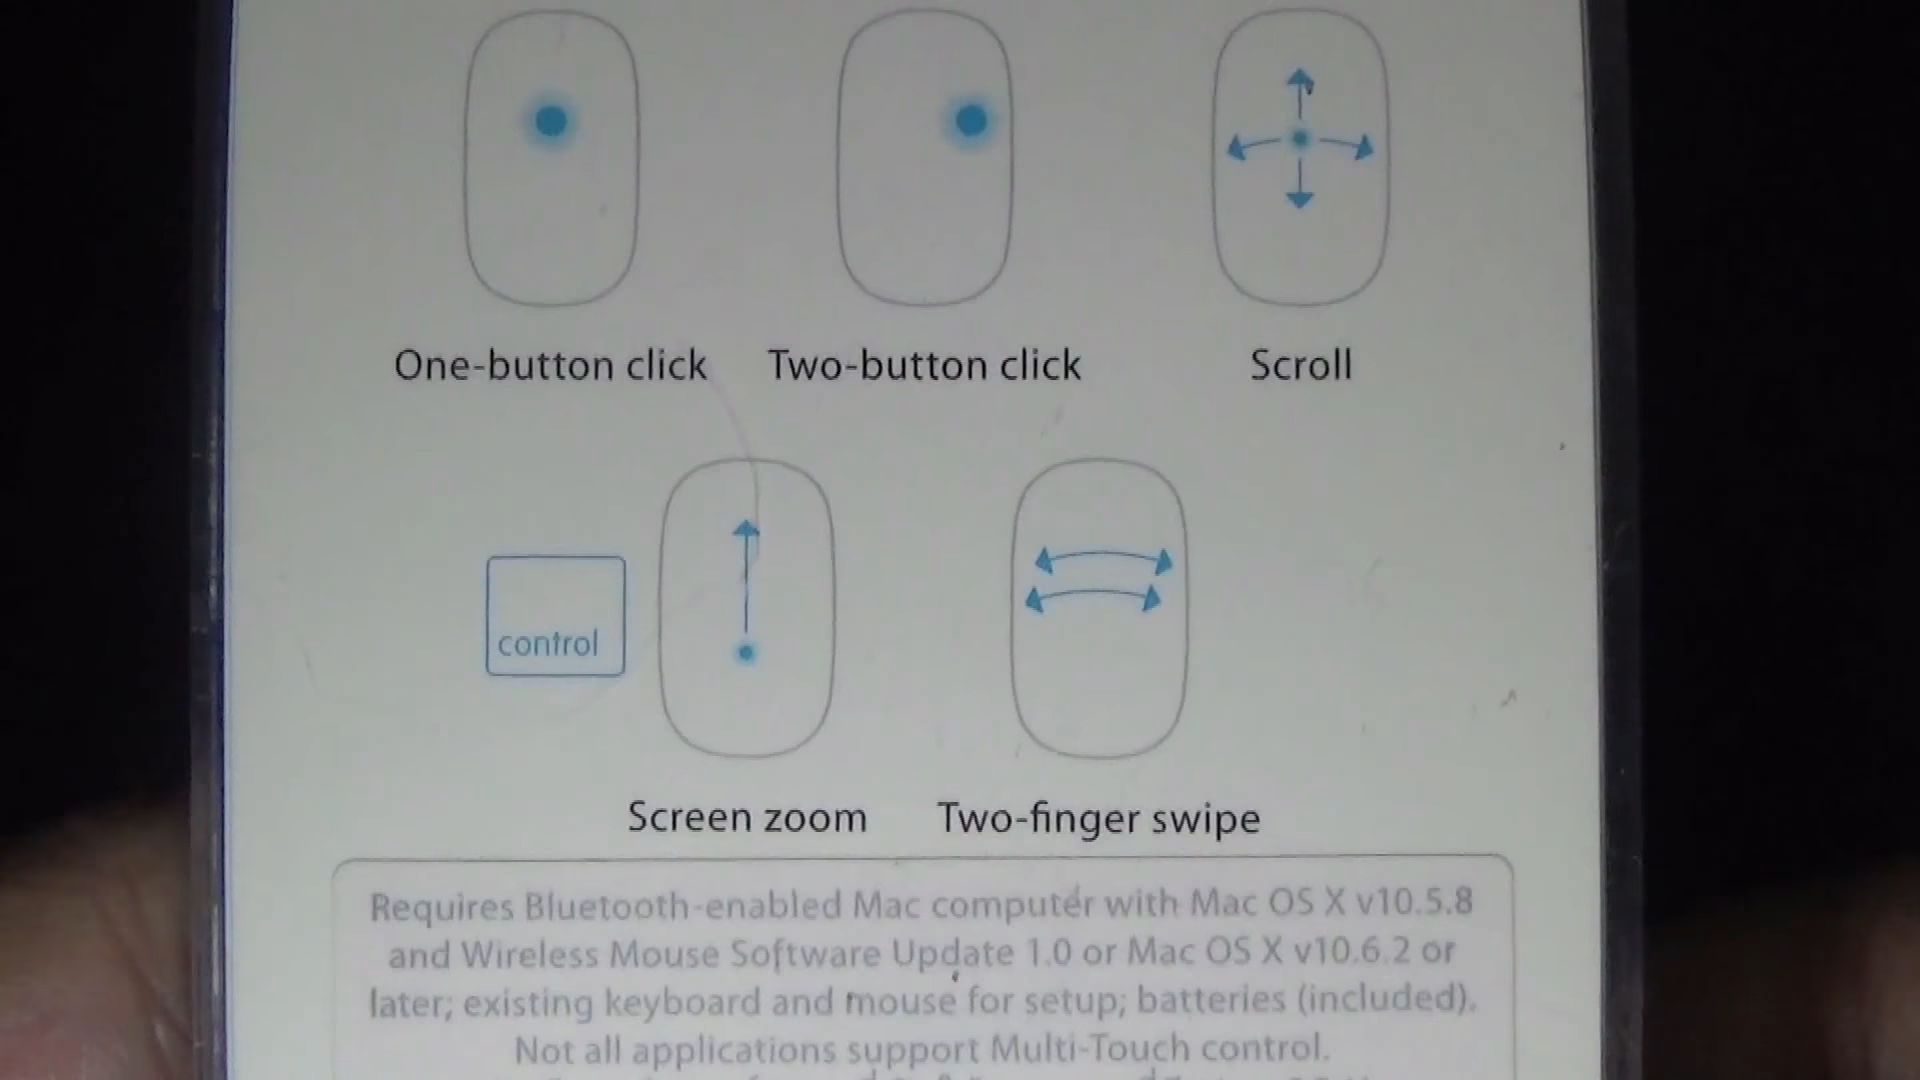 One-button click Two-button click Scroll
control
Screen zoom Two-finger swipe
Requires Bluetooth-enabled Mac computer with Mac OS X v10.5.8
and Wireless Mouse Software Update 1.0 or Mac OS X v10.6.2 or
later; existing keyboard and mouse for setup; batteries (included).
Not all applications support Multi-Touch control.